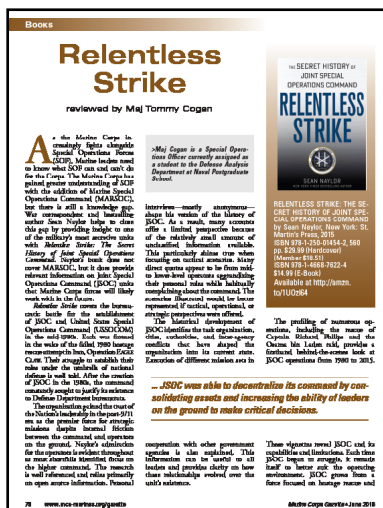 BOOKS
Relentless
Strike
reviewed by Maj Tommy Cogan
As the Marine Corps in-
creasingly fights alongside
Special Operations Forces
(SOF), Marine leaders need
to know what SOF can and can't do
for the Corps. The Marine Corps has
gained greater understanding of SOF
with the addition of Marine Special
Operations Command (MARSOC),
but there is still a knowledge gap.
War correspondent and bestselling
author Sean Naylor helps to close
this gap by providing insight to one
of the military's most secretive units
with Relentless Strike: The Secret
History of Joint Special Operations
Command. Naylor's book does not
cover MARSOC, but it does provide
relevant information on Joint Special
Operations Command (JSOC) units
that Marine Corps forces will likely
work with in the future.
Relentless Strike covers the bureau-
cratic battle for the establishment
of JSOC and United States Special
Operations Command (USSOCOM)
in the mid-1980s. Each was formed
in the wake of the failed 1980 hostage
rescue attempt in Iran, Operation EAGLE
CLAW. Their struggle to establish their
roles under the umbrella of national
defense is well told. After the creation
of JSOC in the 1980s, the command
constantly sought to justify its existence
to Defense Department bureaucrats.
The organization gained the trust of
the Nation's leadership in the post-9/11
era as the premier force for strategic
missions despite internal friction
between the command and operators
on the ground. Naylor's admiration
for the operators is evident throughout
as most shortfalls identified focus on
the higher command. The research
is well referenced and relies primarily
on open source information. Personal
>Maj Cogan is a Special Opera-
tions Officer currently assigned as
a student to the Defense Analysis
Department at Naval Postgraduate
School.
interviews—mostly anonymous—
shape his version of the history of
JSOC. As a result, many accounts
offer a limited perspective because
of the relatively small amount of
unclassified information available.
This particularly shines true when
focusing on tactical scenarios. Many
direct quotes appear to be from mid-
to lower-level operators aggrandizing
their personal roles while habitually
complaining about the command. The
scenarios illustrated would be better
represented if tactical, operational, or
strategic perspectives were offered.
The historical development of
JSOC identifies the task organization,
titles, authorities, and inter-agency
conflicts that have shaped the
organization into its current state.
Execution of different mission sets in
THE SECRET HISTORY OF
JOINT SPECIAL
OPERATIONS COMMAND
RELENTLESS
STRIKE
SEAN NAYLOR
RELENTLESS STRIKE: THE SE-
CRET HISTORY OF JOINT SPE-
CIAL OPERATIONS COMMAND
by Sean Naylor, New York: St.
Martin's Press, 2015
ISBN 978-1-250-01454-2, 560
pp. $29.99 (Hardcover)
(Member $18.51)
ISBN 978-1-4668-7622-4
$14.99 (E-Book)
Available at http://amzn.
to/1UOzt64
The profiling of numerous op-
erations, including the rescue of
Captain Richard Phillips and the
Osama bin Laden raid, provides a
firsthand, behind-the-scenes look at
JSOC operations from 1980 to 2015.
... JSOC was able to decentralize its command by con-
solidating assets and increasing the ability of leaders
on the ground to make critical decisions.
cooperation with other government
agencies is also explained. This
information can be useful to all
leaders and provides clarity on how
these relationships evolved over the
unit's existence.
These vignettes reveal JSOC and its
capabilities and limitations. Each time
JSOC began to struggle, it remade
itself to better suit the operating
environment. JSOC grows from a
force focused on hostage rescue and
78
www.mca-marines.org/gazette
Marine Corps Gazette • June 2016